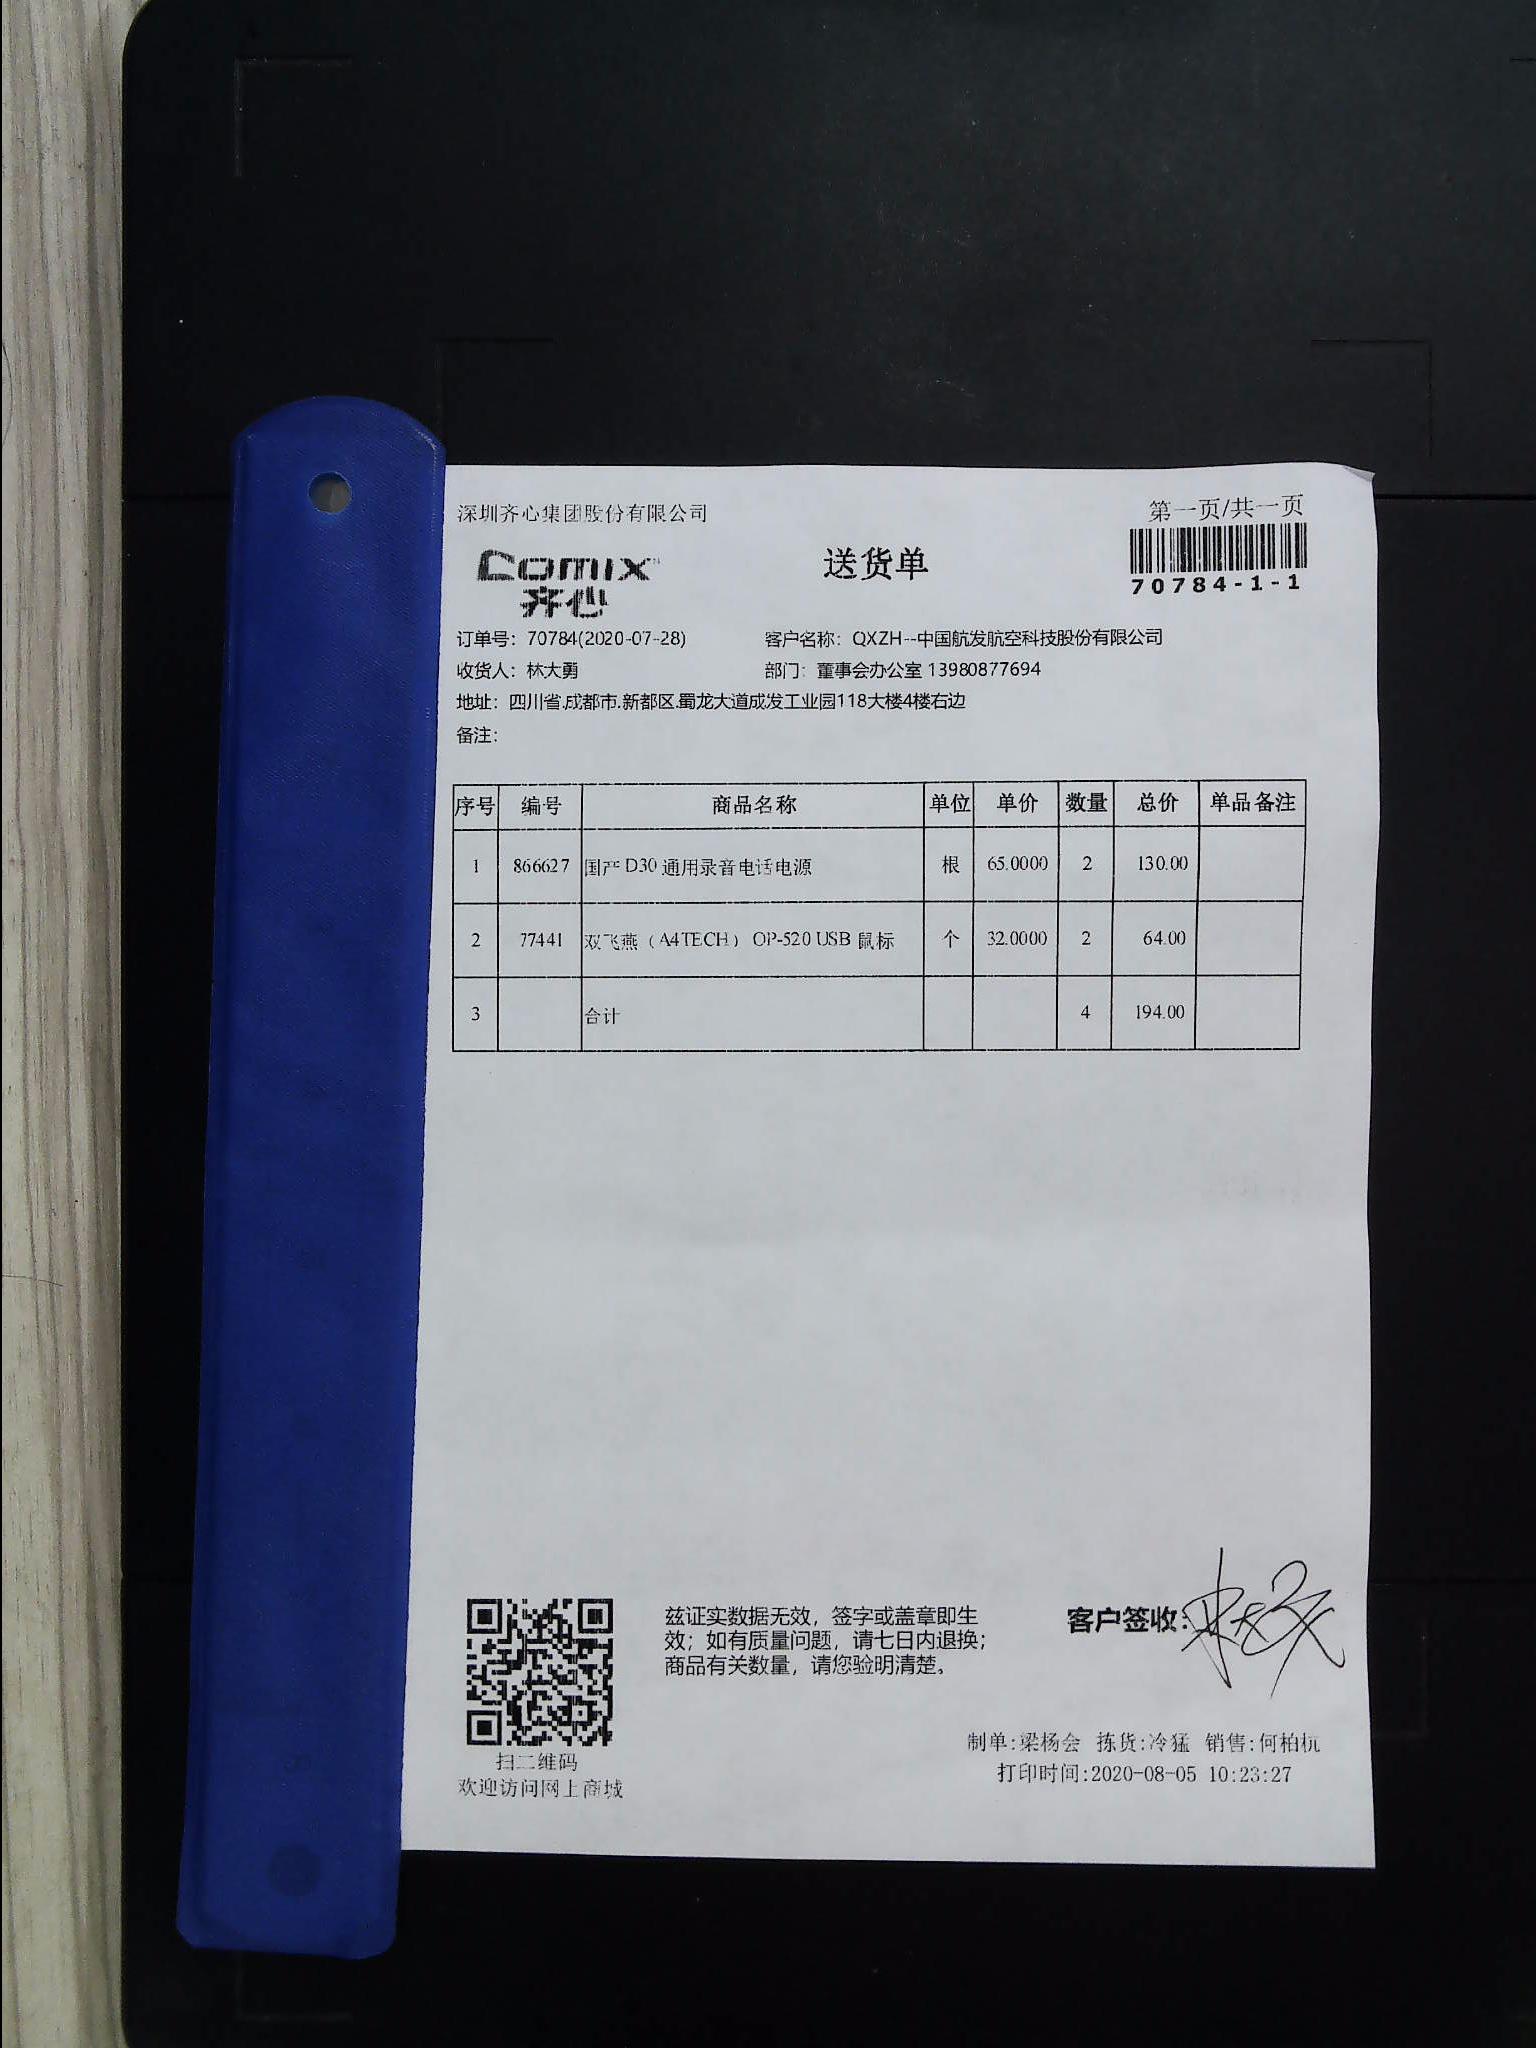 深圳齐心集团股份有限公司
第一页/共一页
Comix
齐心
送货单
70784-1-1
订单号：70784(2020-07-28) 客户名称：QXZH--中国航发航空科技股份有限公司
收货人：林大勇 部门：董事会办公室 13980877694
地址：四川省.成都市.新都区.蜀龙大道成发工业园118大楼4楼右边
备注：
序号 编号 商品名称 单位 单价 数量 总价 单品备注
1 866627 国产 D30 通用录音电话电源 根 65.0000 2 130.00
2 77441 双飞燕（A4TECH） OP-520 USB 鼠标 个 32.0000 2 64.00
3 合计 4 194.00
兹证实数据无效，签字或盖章即生
效；如有质量问题，请七日内退换；
商品有关数量，请您验明清楚。
客户签收：
扫二维码
欢迎访问网上商城
制单:梁杨会 拣货:冷猛 销售:何柏杭
打印时间:2020-08-05 10:23:27